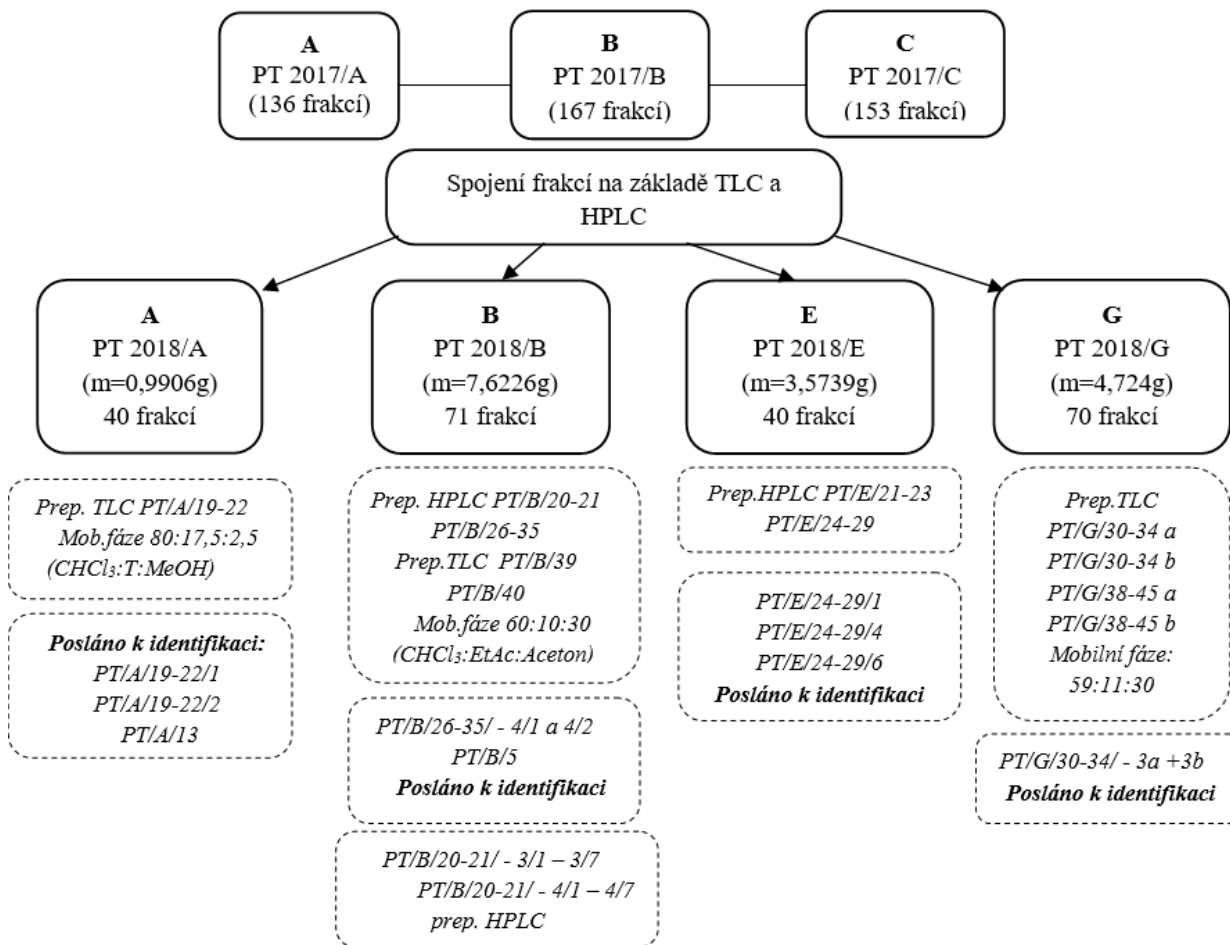 A
PT 2017/A
(136 frakcí)
B
PT 2017/B
(167 frakcí)
C
PT 2017/C
(153 frakcí)
Spojení frakcí na základě TLC a
HPLC
A
PT 2018/A
(m=0,9906g)
40 frakcí
B
PT 2018/B
(m=7,6226g)
71 frakcí
E
PT 2018/E
(m=3,5739g)
40 frakcí
G
PT 2018/G
(m=4,724g)
70 frakcí
Prep. TLC PT/A/19-22
Mob.fáze 80:17,5:2,5
(CHCl₃:T:MeOH)
Posláno k identifikaci:
PT/A/19-22/1
PT/A/19-22/2
PT/A/13
Prep. HPLC PT/B/20-21
PT/B/26-35
Prep.TLC PT/B/39
PT/B/40
Mob.fáze 60:10:30
(CHCl₃:EtAc:Aceton)
PT/B/26-35/ - 4/1 a 4/2
PT/B/5
Posláno k identifikaci
PT/B/20-21/ - 3/1 – 3/7
PT/B/20-21/ - 4/1 – 4/7
prep. HPLC
Prep.HPLC PT/E/21-23
PT/E/24-29
PT/E/24-29/1
PT/E/24-29/4
PT/E/24-29/6
Posláno k identifikaci
Prep.TLC
PT/G/30-34 a
PT/G/30-34 b
PT/G/38-45 a
PT/G/38-45 b
Mobilní fáze:
59:11:30
PT/G/30-34/ - 3a +3b
Posláno k identifikaci